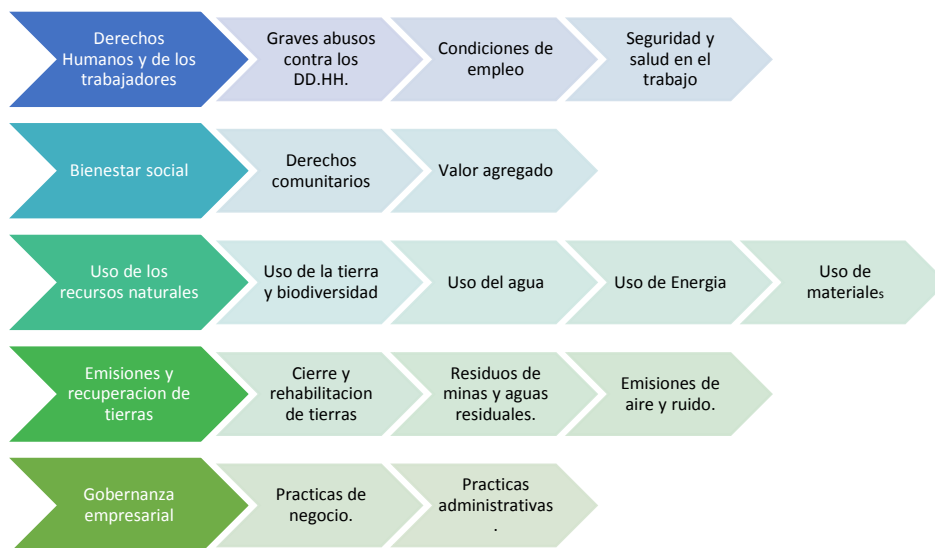 Derechos
Humanos y de los
trabajadores
Graves abusos
contra los
DD.HH.
Condiciones de
empleo
Seguridad y
salud en el
trabajo
Bienestar social
Derechos
comunitarios
Valor agregado
Uso de los
recursos naturales
Uso de la tierra
y biodiversidad
Uso del agua
Uso de Energia
Uso de
materiales
Emisiones y
recuperacion de
tierras
Cierre y
rehabilitacion
de tierras
Residuos de
minas y aguas
residuales.
Emisiones de
aire y ruido.
Gobernanza
empresarial
Practicas de
negocio.
Practicas
administrativas
.